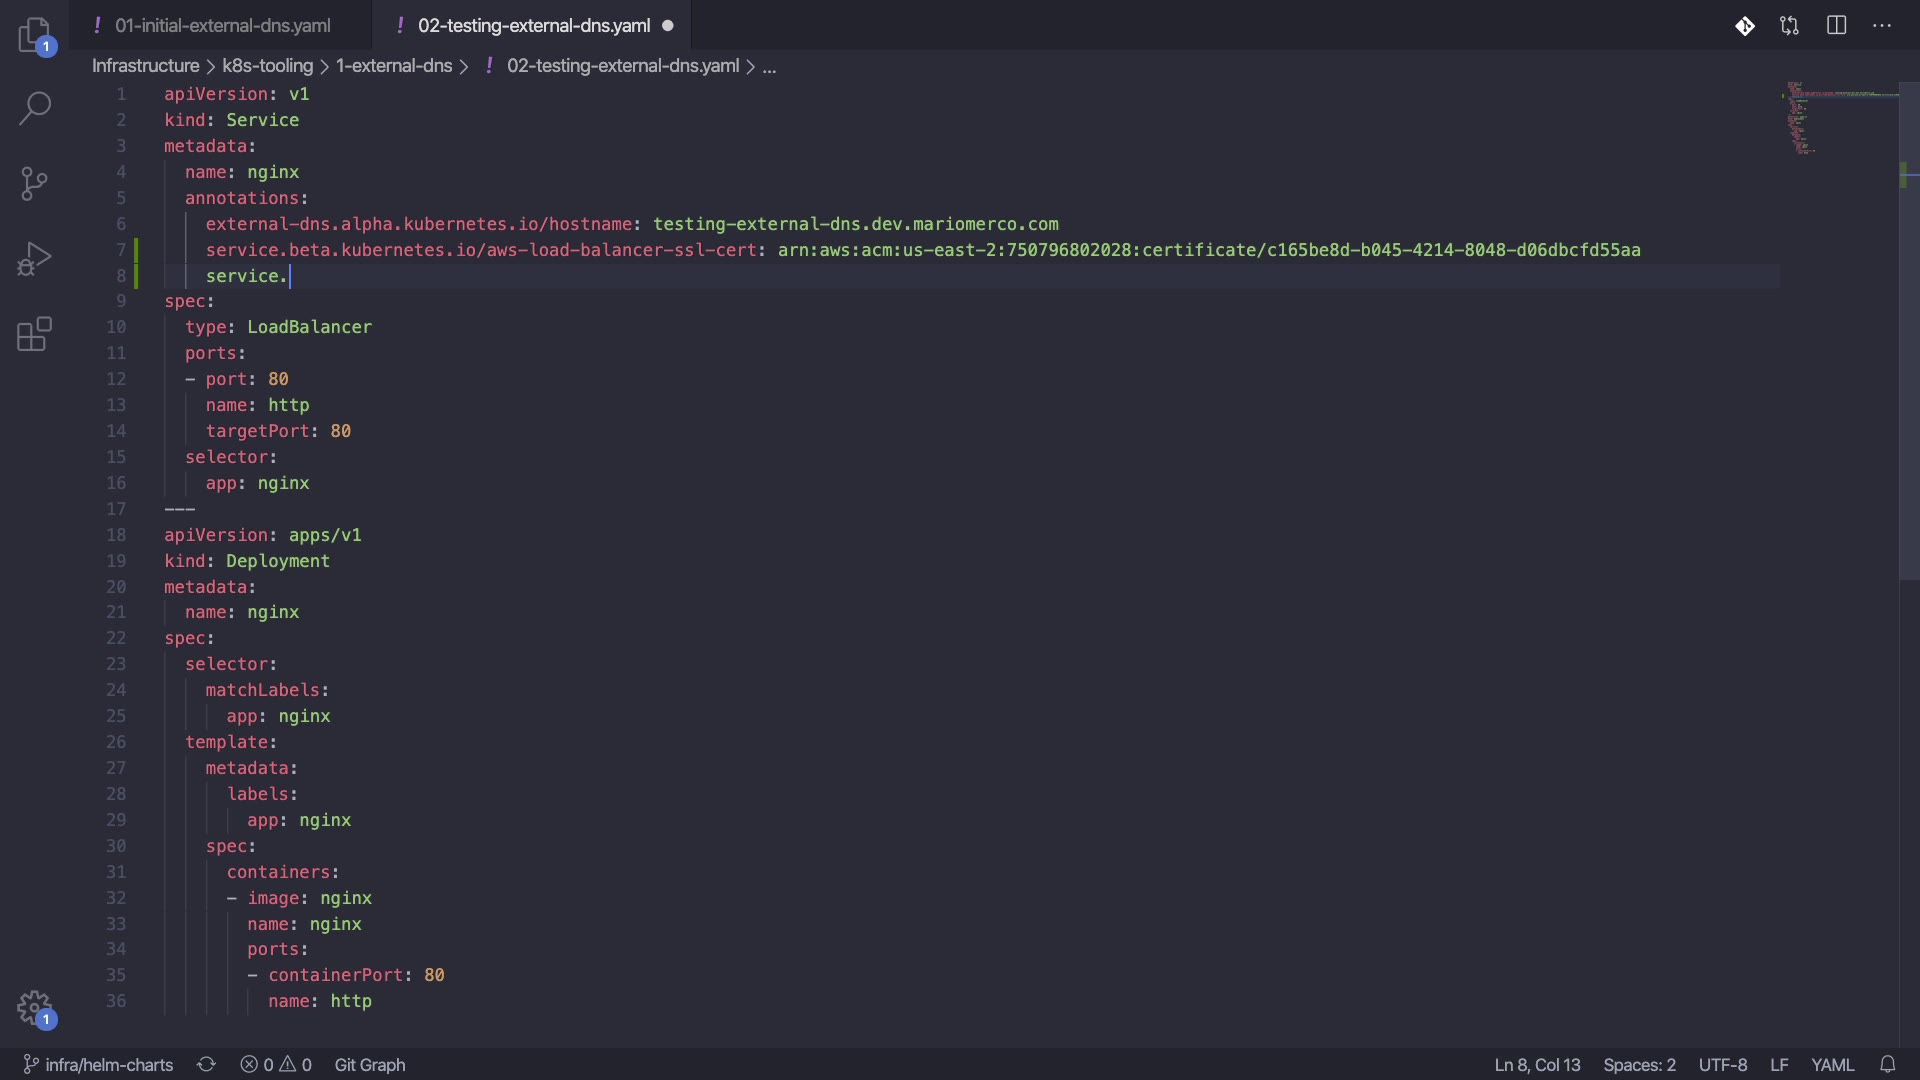 ! 01-initial-external-dns.yaml
! 02-testing-external-dns.yaml ●
1
Infrastructure > k8s-tooling > 1-external-dns > ! 02-testing-external-dns.yaml > ...
1 apiVersion: v1
2 kind: Service
3 metadata:
4   name: nginx
5   annotations:
6     external-dns.alpha.kubernetes.io/hostname: testing-external-dns.dev.mariomerco.com
7     service.beta.kubernetes.io/aws-load-balancer-ssl-cert: arn:aws:acm:us-east-2:750796802028:certificate/c165be8d-b045-4214-8048-d06dbcfd55aa
8     service.
9 spec:
10   type: LoadBalancer
11   ports:
12   - port: 80
13     name: http
14     targetPort: 80
15   selector:
16     app: nginx
17 ---
18 apiVersion: apps/v1
19 kind: Deployment
20 metadata:
21   name: nginx
22 spec:
23   selector:
24     matchLabels:
25       app: nginx
26   template:
27     metadata:
28       labels:
29         app: nginx
30     spec:
31       containers:
32       - image: nginx
33         name: nginx
34         ports:
35         - containerPort: 80
36           name: http
1
infra/helm-charts 0 0 Git Graph Ln 8, Col 13 Spaces: 2 UTF-8 LF YAML